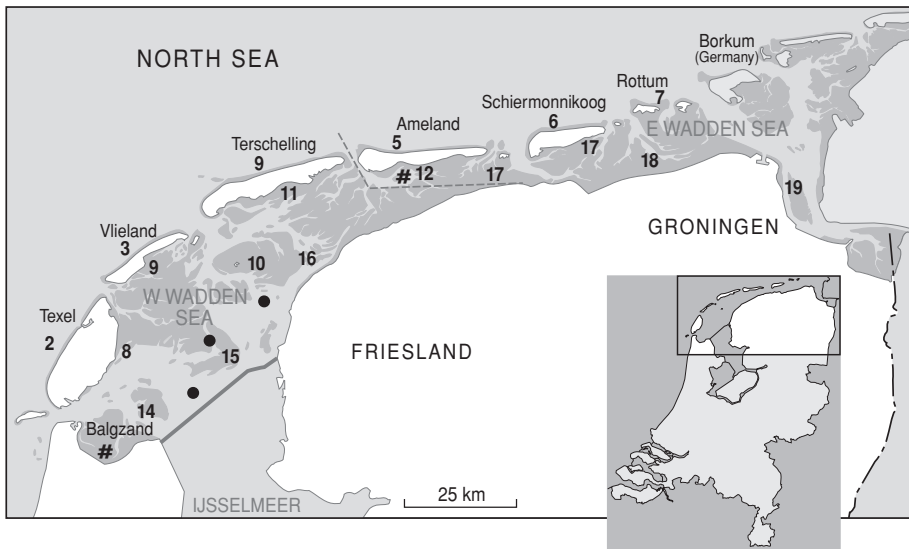 NORTH SEA
Borkum
(Germany)
Rottum
7
Schiermonnikoog
6
Ameland
5
E WADDEN SEA
Terschelling
9
17
# 12
17
18
11
19
GRONINGEN
Vlieland
3
9
10
16
W WADDEN
SEA
Texel
2
8
15
FRIESLAND
14
Balgzand
#
25 km
IJSSELMEER